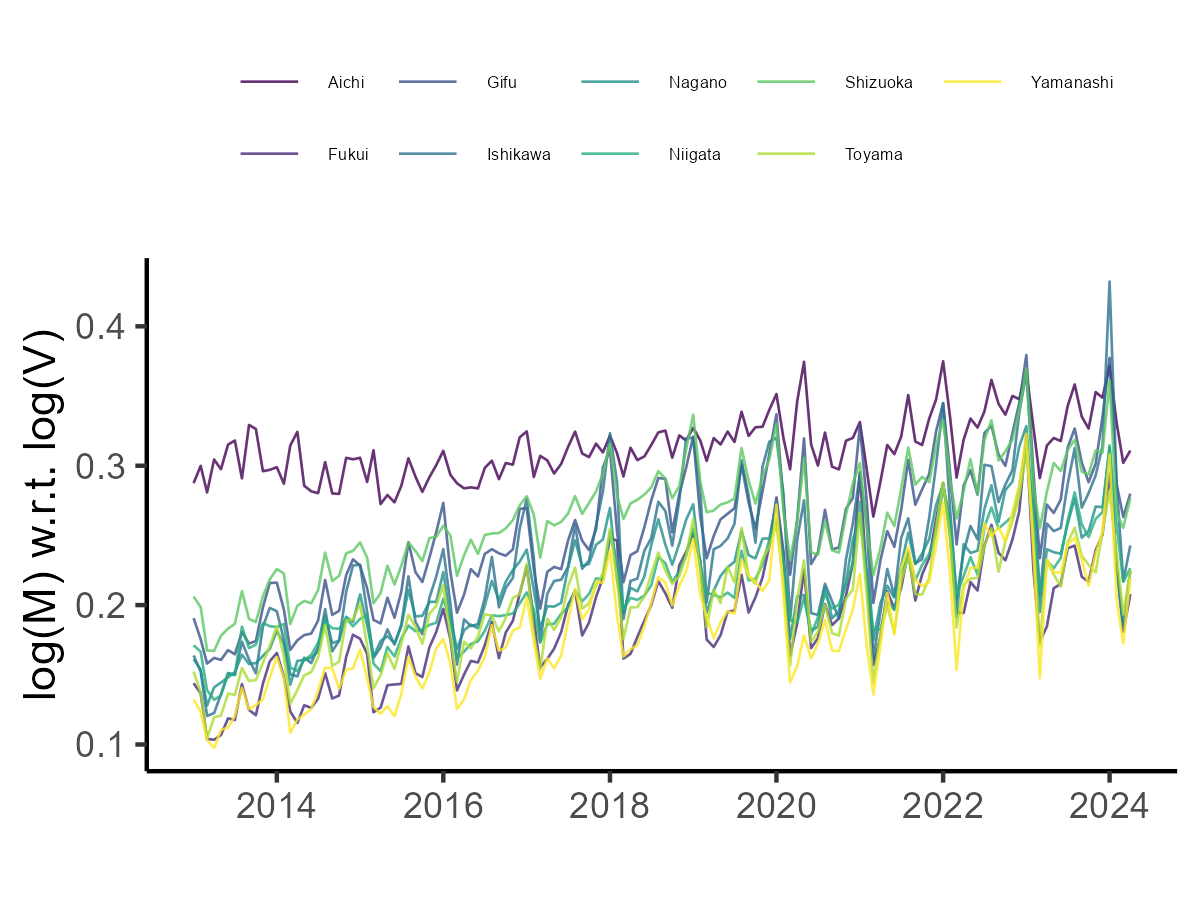 Aichi Gifu Nagano Shizuoka Yamanashi
Fukui Ishikawa Niigata Toyama
log(M) w.r.t. log(V)
0.4
0.3
0.2
0.1
2014 2016 2018 2020 2022 2024